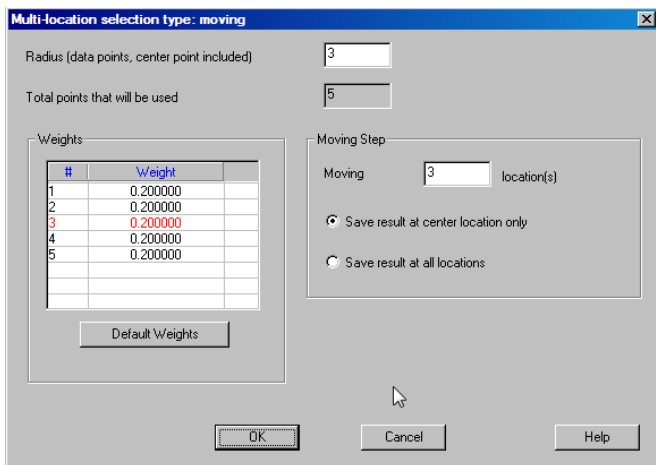 Multi-location selection type: moving
Radius (data points, center point included) 3
Total points that will be used 5
Weights
# Weight
1 0.200000
2 0.200000
3 0.200000
4 0.200000
5 0.200000
Default Weights
Moving Step
Moving 3 location(s)
Save result at center location only
Save result at all locations
OK Cancel Help